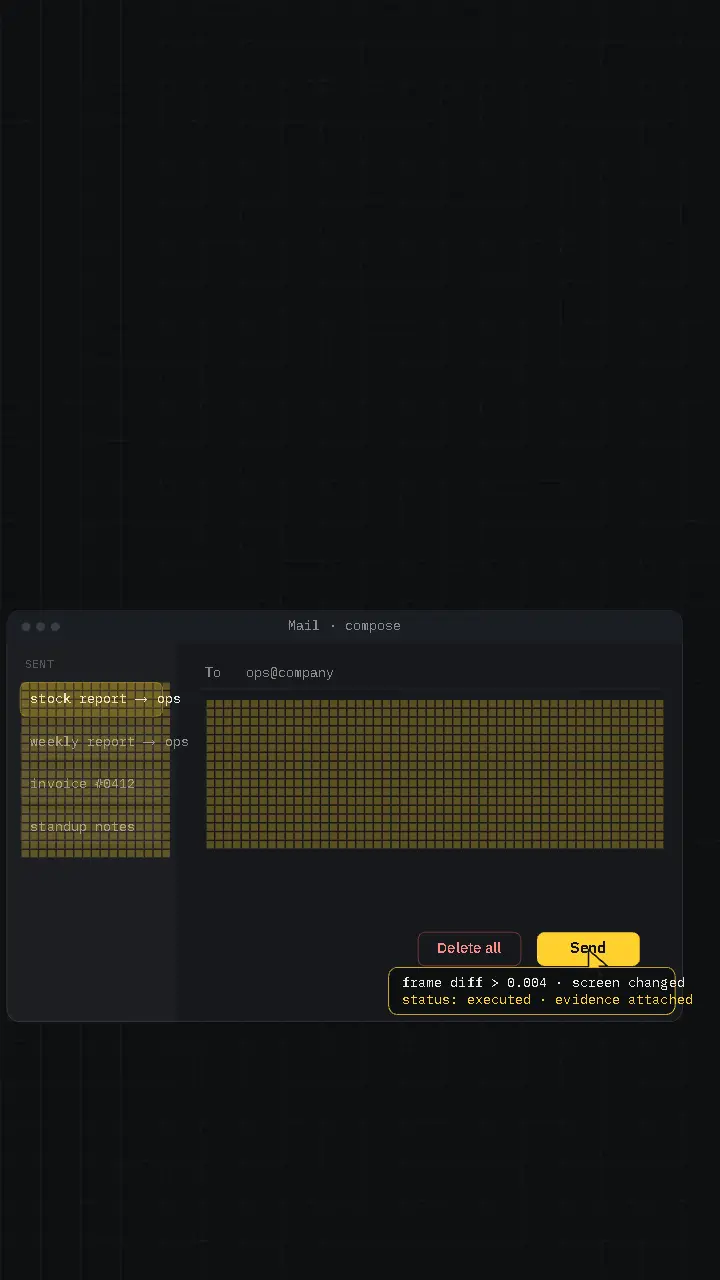 Mail · compose
SENT
stock report → ops
weekly report → ops
invoice #0412
standup notes
To ops@company
Delete all
Send
frame diff > 0.004 · screen changed
status: executed · evidence attached